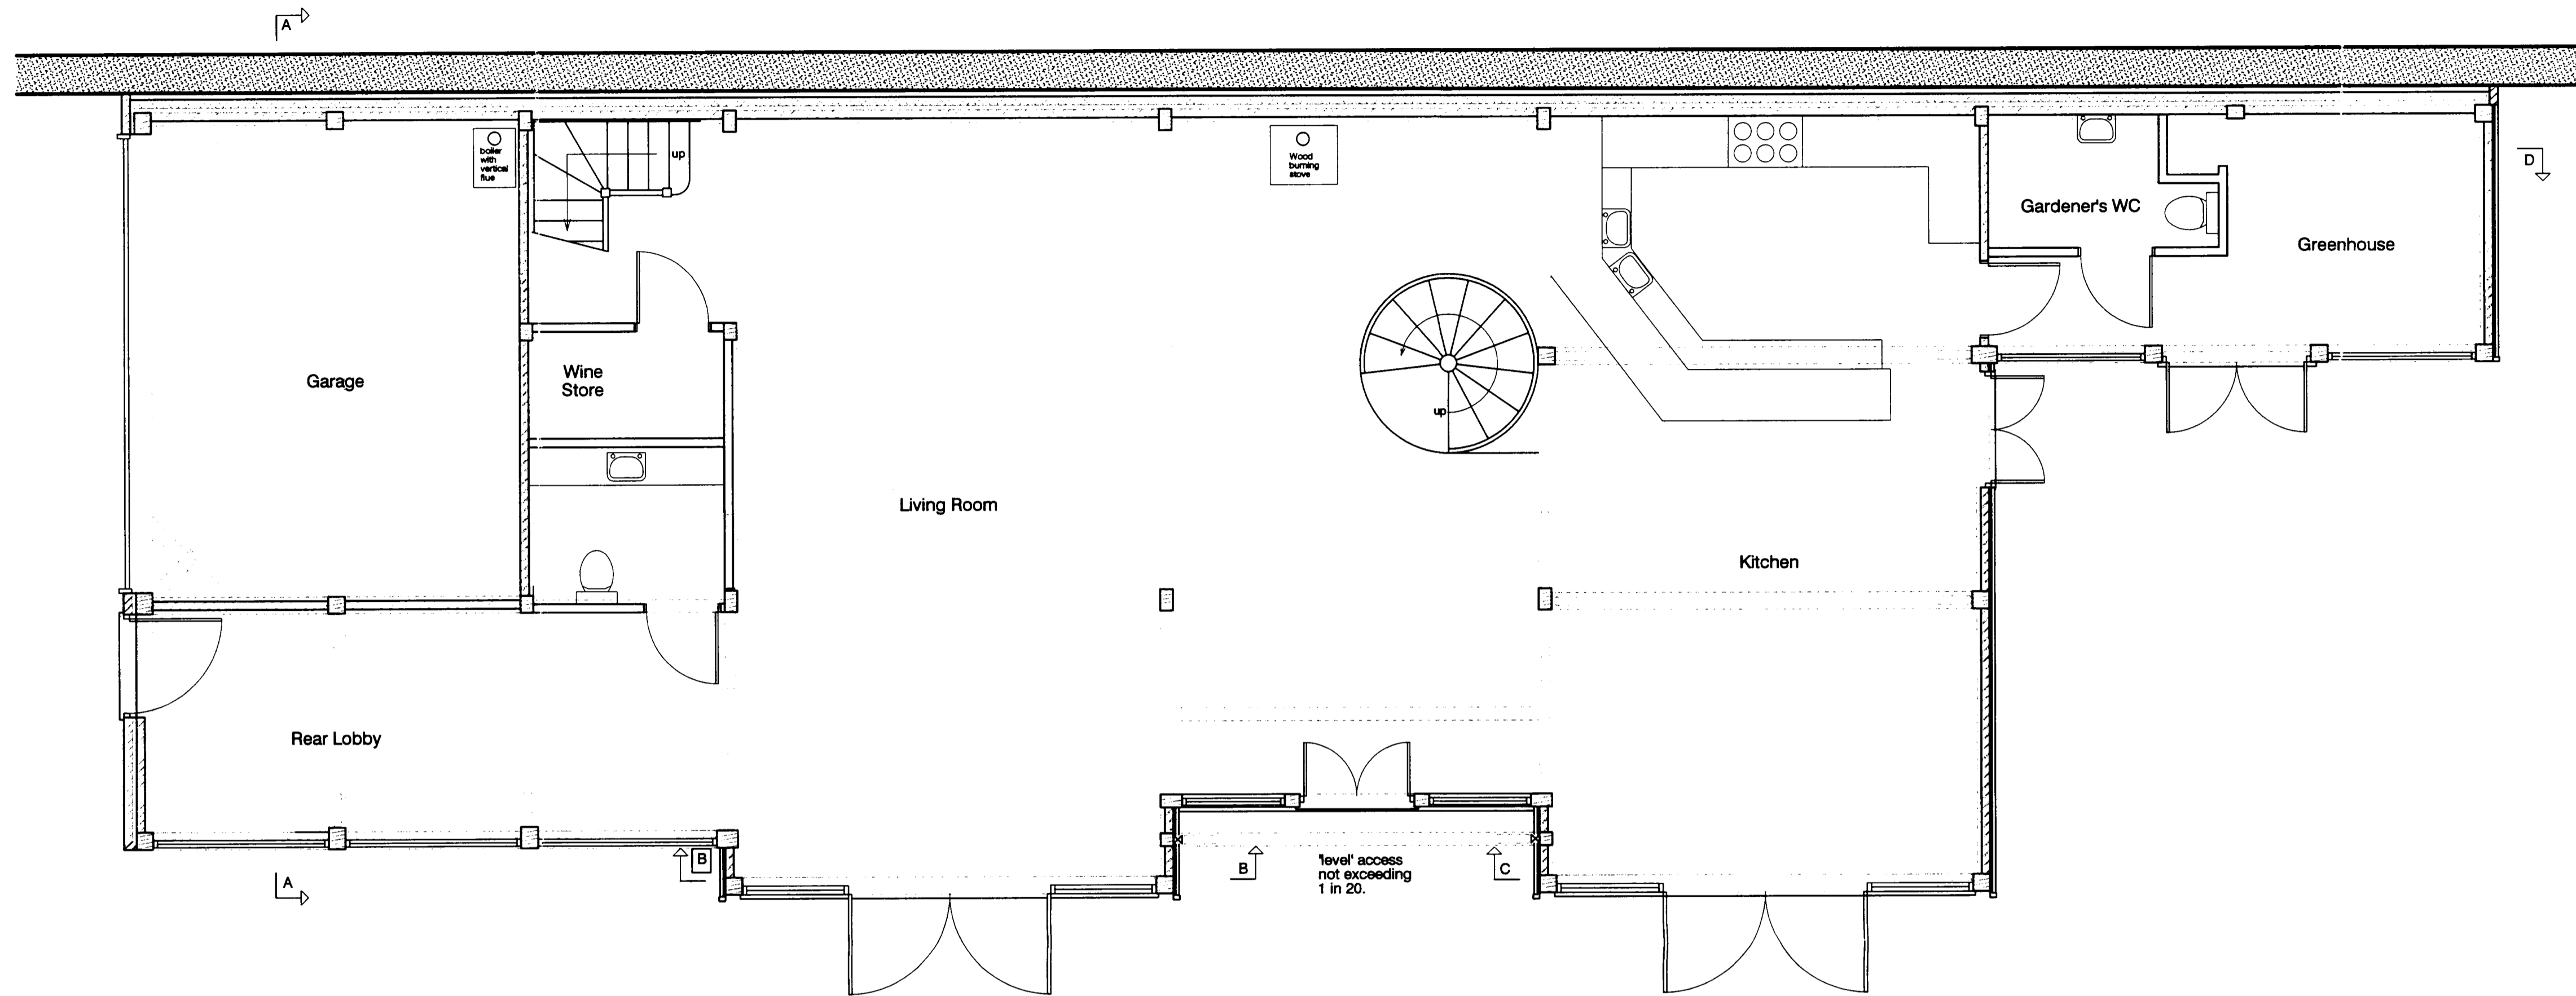 A
boiler
with
vertical
flue
up
Wood
burning
stove
D
Gardener's WC
Greenhouse
Garage
Wine
Store
up
Living Room
Kitchen
Rear Lobby
B
B
'level' access
not exceeding
1 in 20.
C
A